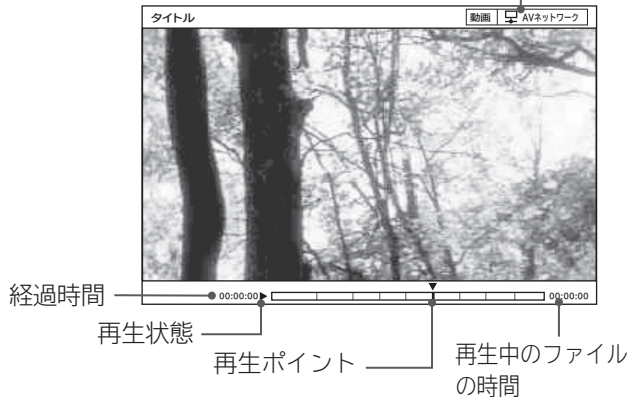 タイトル 動画 AVネットワーク
経過時間 00:00:00 00:00:00
再生状態
再生ポイント
再生中のファイル
の時間